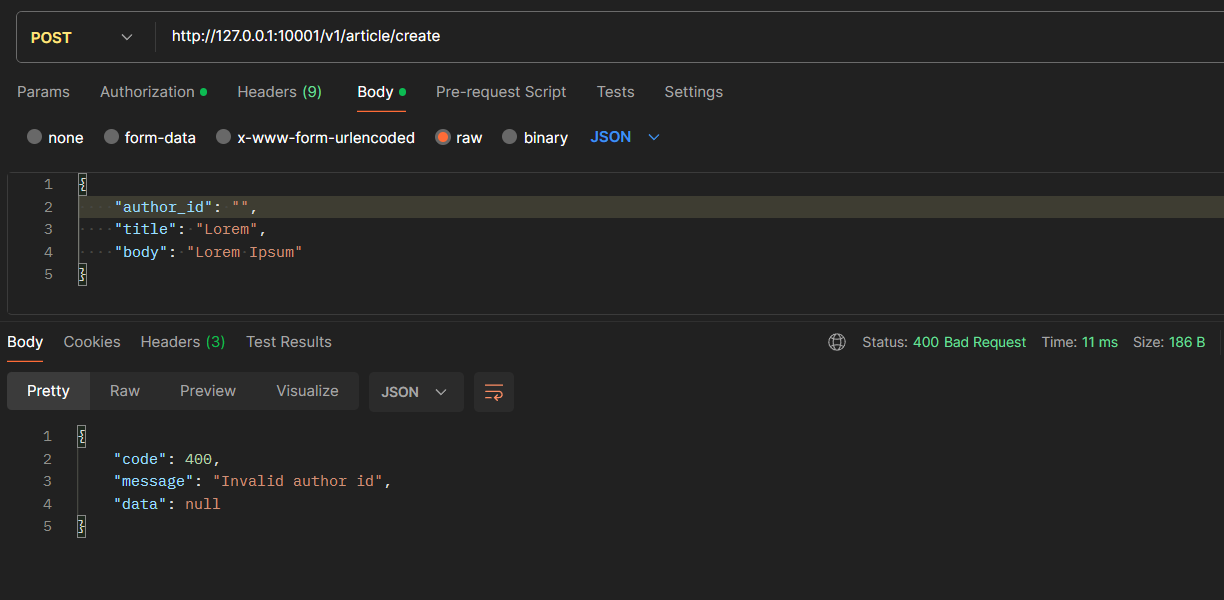 POST http://127.0.0.1:10001/v1/article/create
Params Authorization Headers (9) Body Pre-request Script Tests Settings
none form-data x-www-form-urlencoded raw binary JSON
1 {
2 "author_id": "",
3 "title": "Lorem",
4 "body": "Lorem Ipsum"
5 }
Body Cookies Headers (3) Test Results Status: 400 Bad Request Time: 11 ms Size: 186 B
Pretty Raw Preview Visualize JSON
1 {
2 "code": 400,
3 "message": "Invalid author id",
4 "data": null
5 }